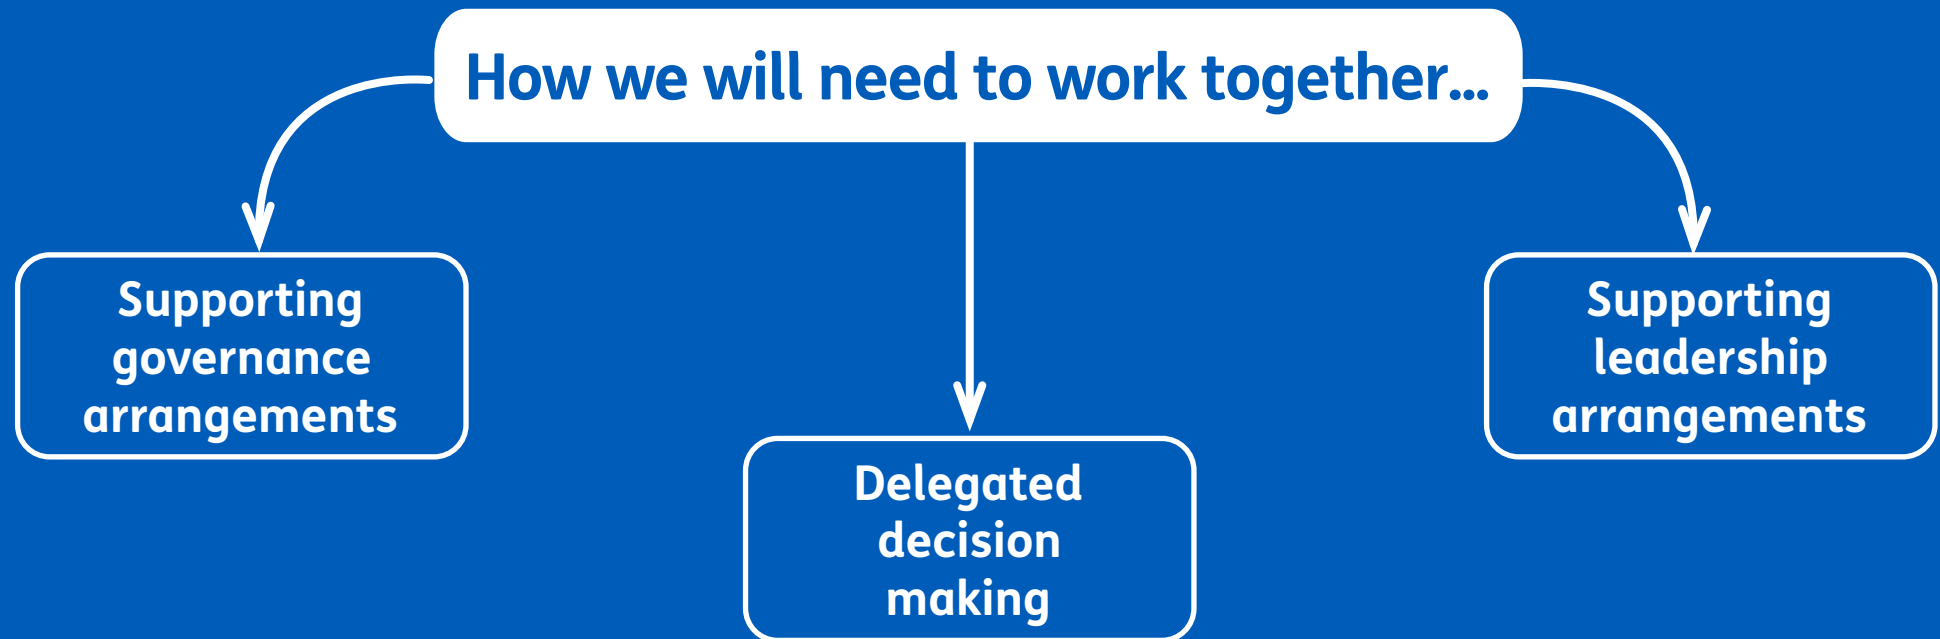 How we will need to work together...
Supporting
governance
arrangements
Delegated
decision
making
Supporting
leadership
arrangements